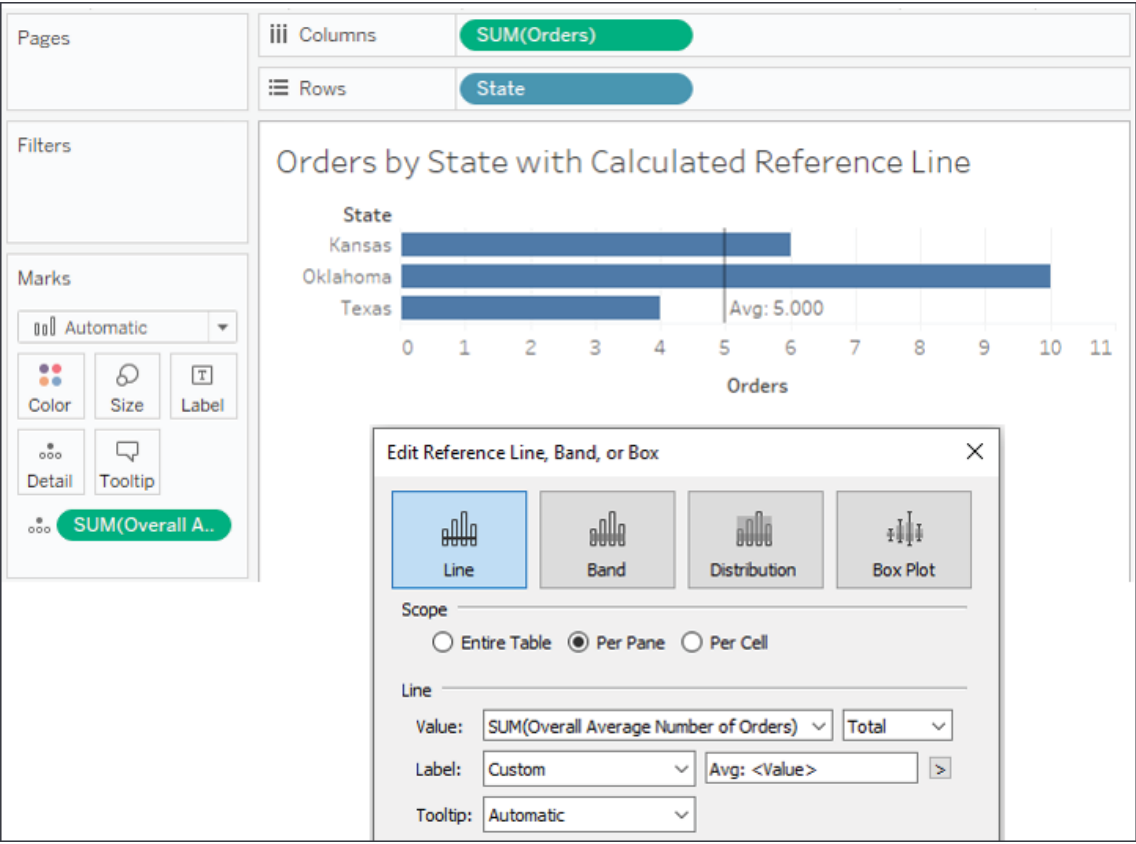 Pages
Columns
SUM(Orders)
Rows
State
Filters
Marks
Automatic
Color
Size
Label
Detail
Tooltip
SUM(Overall A..
Orders by State with Calculated Reference Line
State
Kansas
Oklahoma
Texas
Avg: 5.000
0 1 2 3 4 5 6 7 8 9 10 11
Orders
Edit Reference Line, Band, or Box
Line
Band
Distribution
Box Plot
Scope
Entire Table
Per Pane
Per Cell
Line
Value: SUM(Overall Average Number of Orders) Total
Label: Custom Avg: <Value> >
Tooltip: Automatic